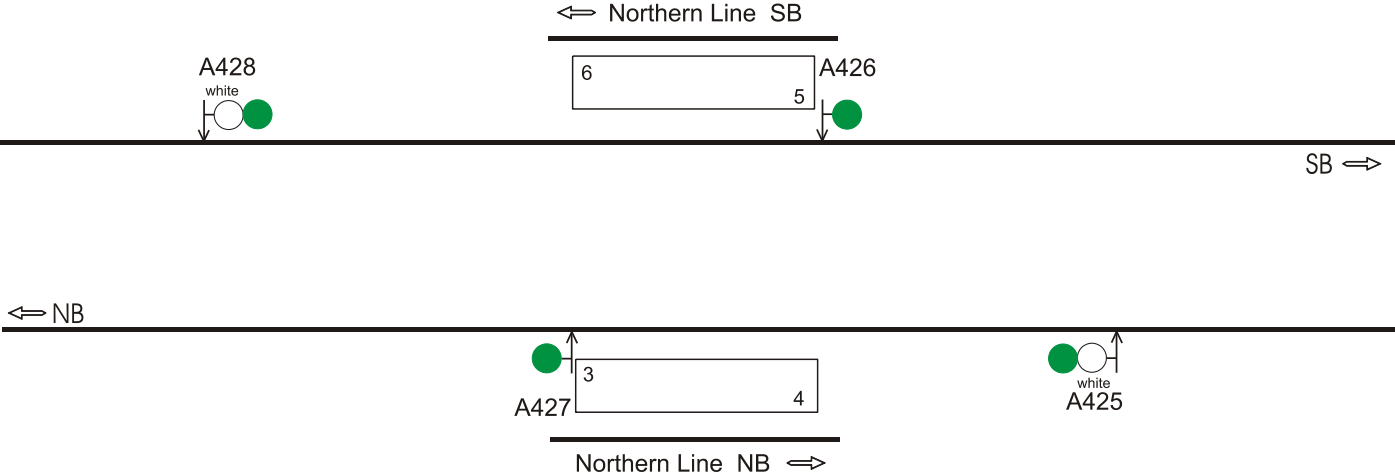 Northern Line SB
A428
white
6
5
A426
SB
NB
3
4
A427
white
A425
Northern Line NB